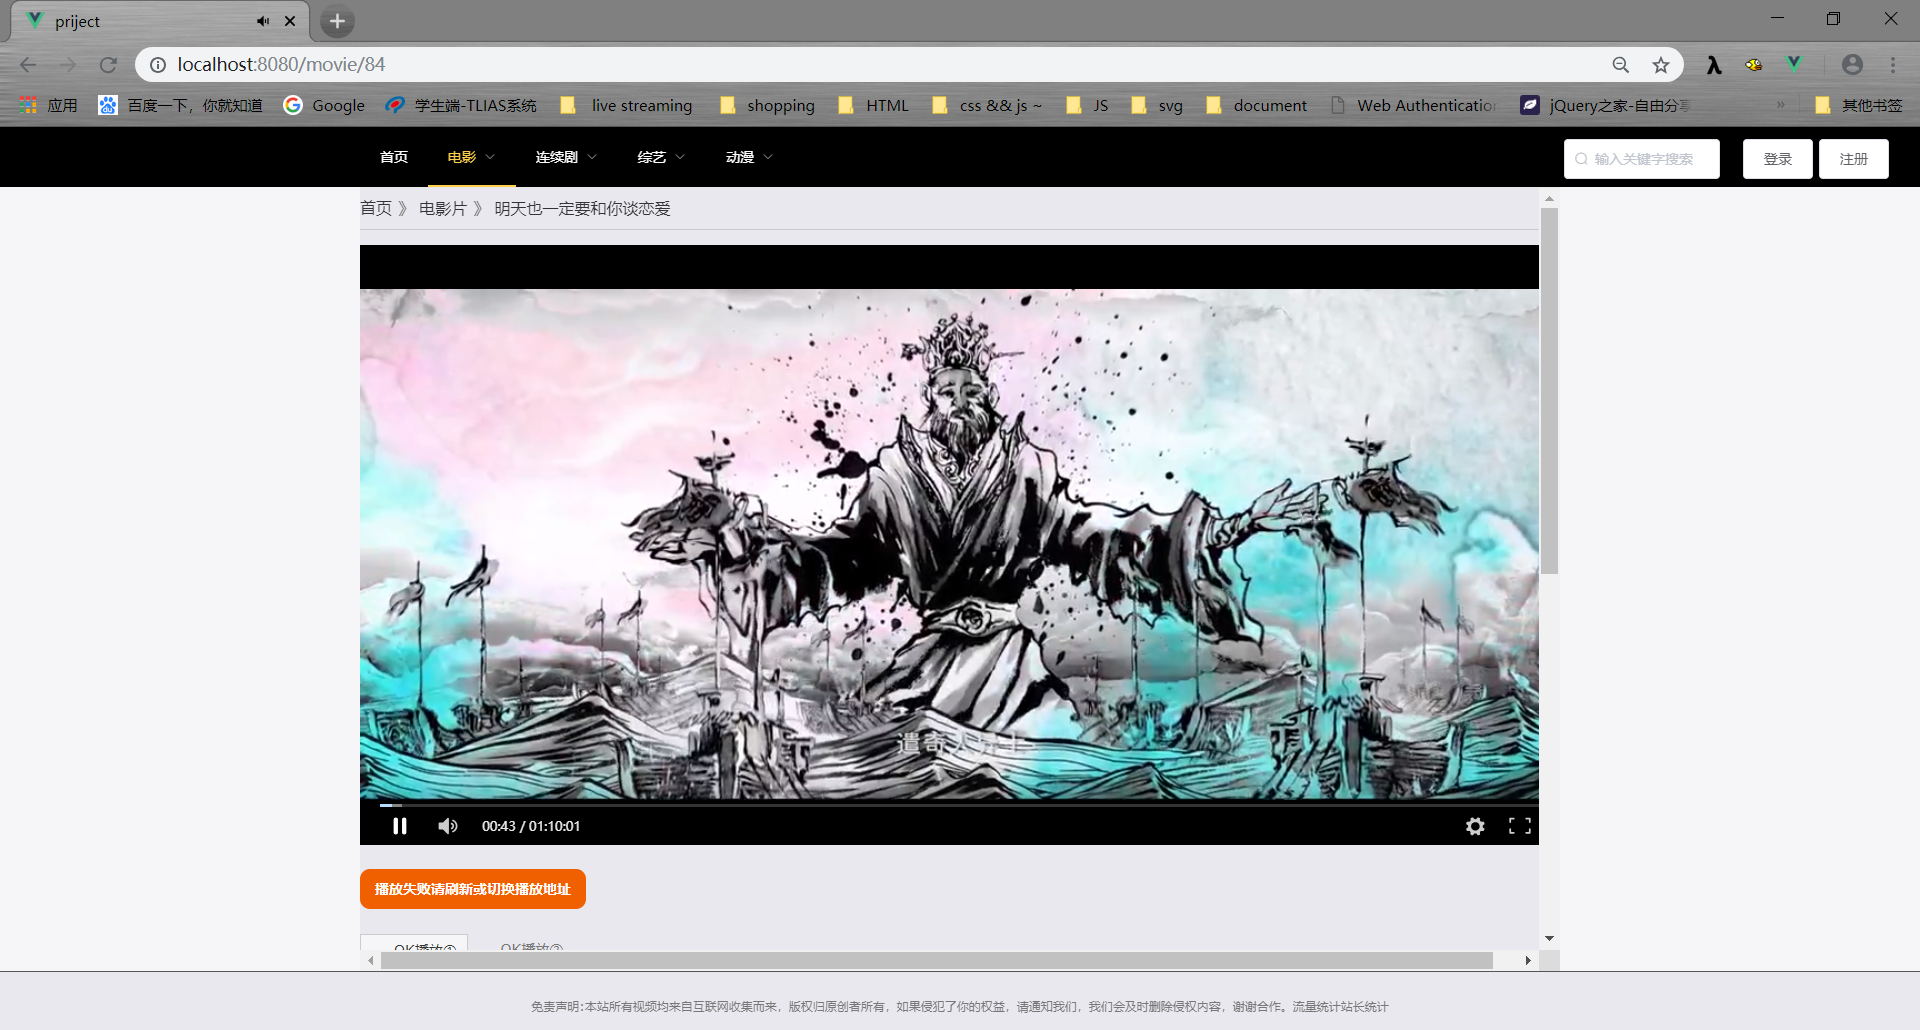 priject
localhost:8080/movie/84
应用 百度一下，你就知道 Google 学生端-TLIAS系统 live streaming shopping HTML css && js ~ JS svg document Web Authentication jQuery之家-自由分享 » 其他书签
首页 电影 连续剧 综艺 动漫 输入关键字搜索 登录 注册
首页 》 电影片 》 明天也一定要和你谈恋爱
遣奇人
00:43 / 01:10:01
播放失败请刷新或切换播放地址
OK播放① OK播放②
免责声明:本站所有视频均来自互联网收集而来，版权归原创者所有，如果侵犯了你的权益，请通知我们，我们会及时删除侵权内容，谢谢合作。流量统计站长统计